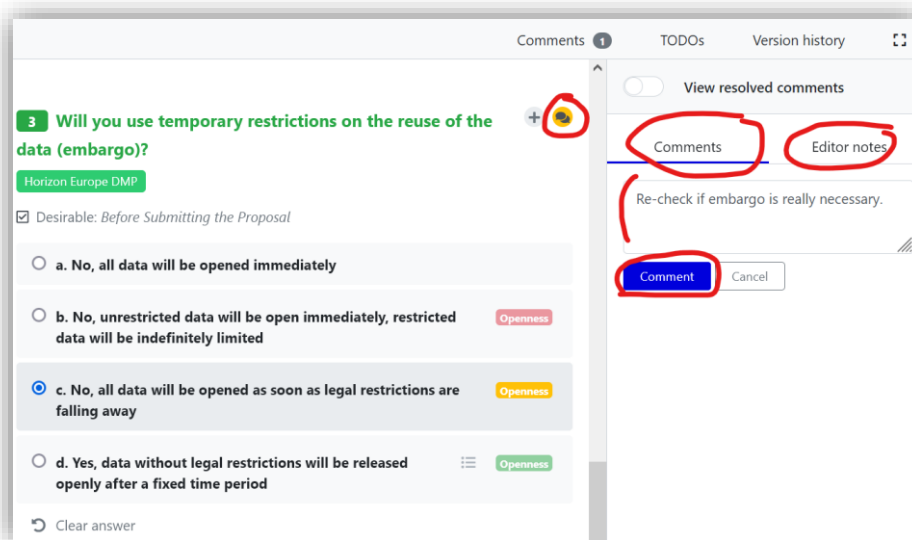 Comments 1 TODOs Version history
3 Will you use temporary restrictions on the reuse of the
data (embargo)?
Horizon Europe DMP
Desirable: Before Submitting the Proposal
a. No, all data will be opened immediately
b. No, unrestricted data will be open immediately, restricted
data will be indefinitely limited
Openness
c. No, all data will be opened as soon as legal restrictions are
falling away
Openness
d. Yes, data without legal restrictions will be released
openly after a fixed time period
Openness
Clear answer
View resolved comments
Comments Editor notes
Re-check if embargo is really necessary.
Comment Cancel